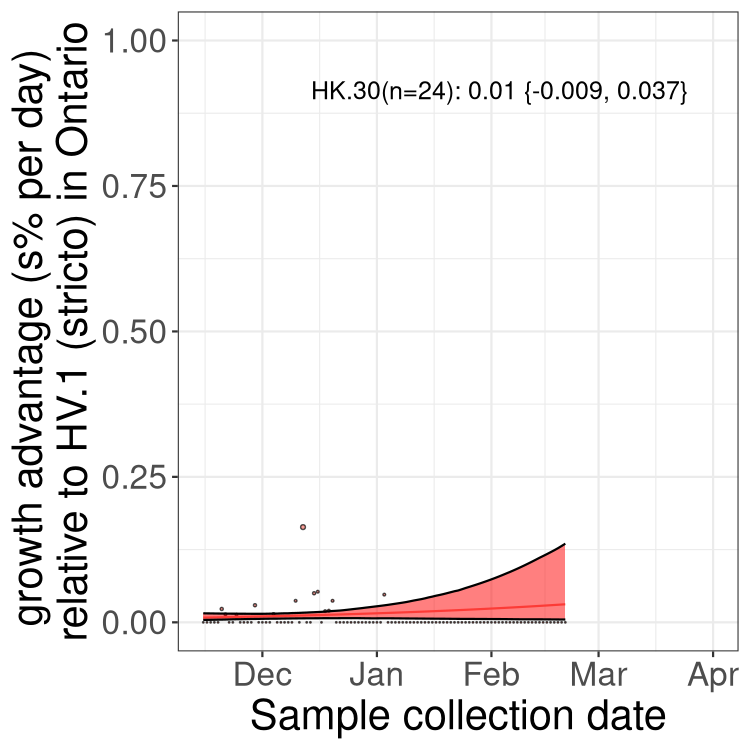 growth advantage (s% per day)
relative to HV.1 (stricto) in Ontario
1.00
0.75
0.50
0.25
0.00
HK.30(n=24): 0.01 {-0.009, 0.037}
Dec Jan Feb Mar Apr
Sample collection date